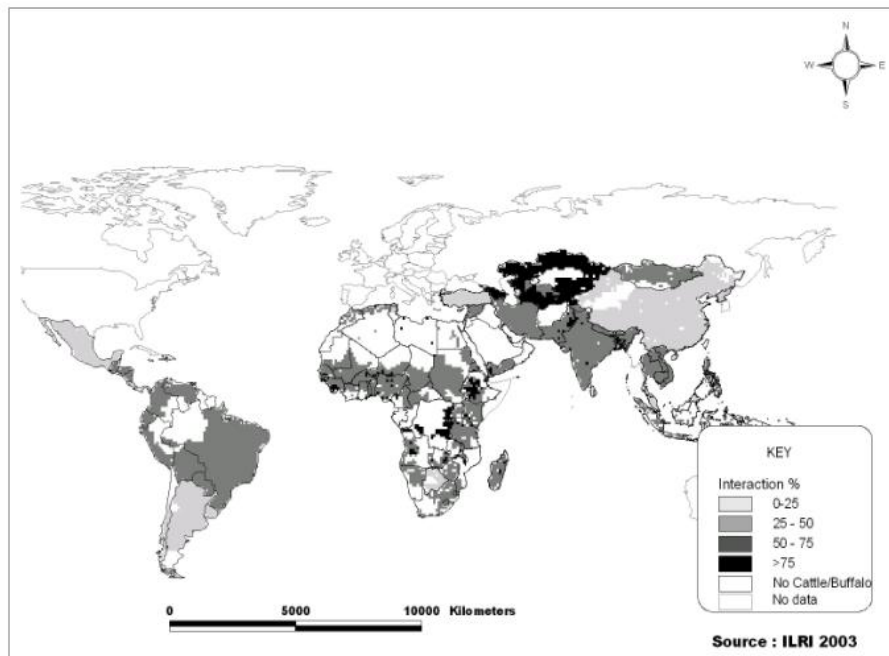 N
W E
S
KEY
Interaction %
0-25
25 - 50
50 - 75
>75
No Cattle/Buffalo
No data
0 5000 10000 Kilometers
Source : ILRI 2003